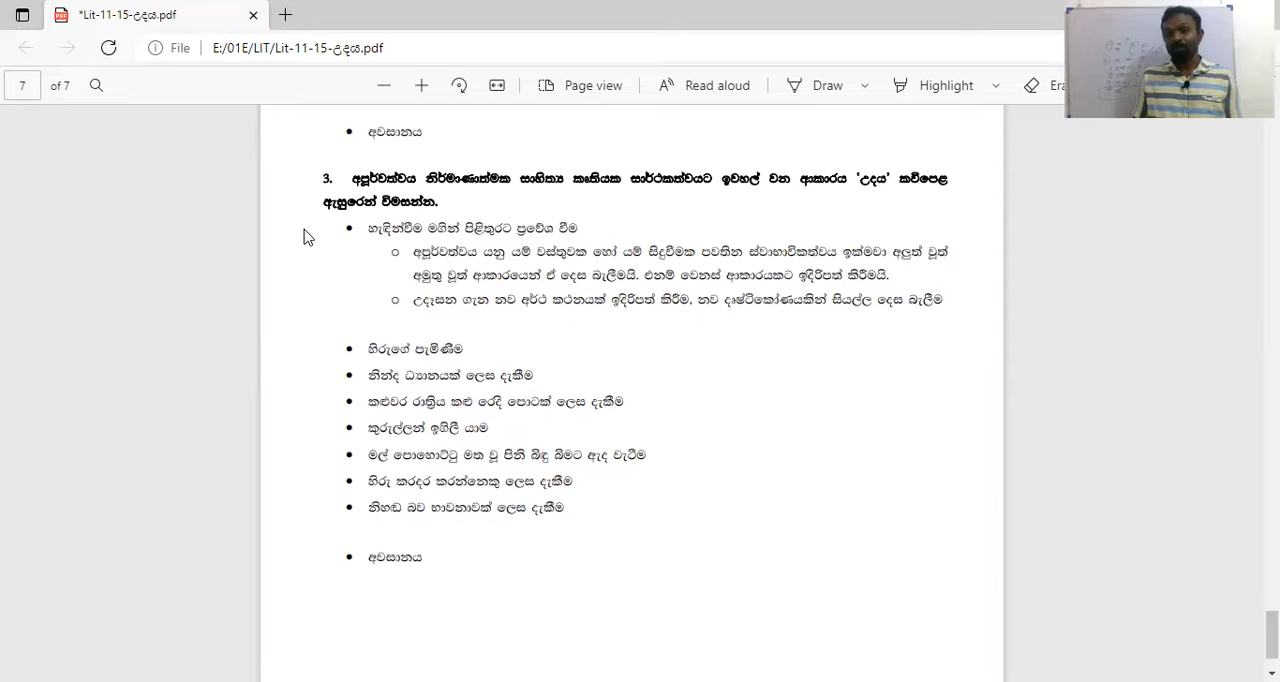 *Lit-11-15-උදය.pdf
File E:/01E/LIT/Lit-11-15-උදය.pdf
7 of 7 Page view Read aloud Draw Highlight
අවසානය
3. අපූර්වත්වය නිර්මාණාත්මක සාහිත්‍ය කෘතියක සාර්ථකත්වයට ඉවහල් වන ආකාරය 'උදය' කවිපෙළ
ඇසුරෙන් විමසන්න.
හැඳින්වීම මගින් පිළිතුරට ප්‍රවේශ වීම
අපූර්වත්වය යනු යම් වස්තුවක හෝ යම් සිදුවීමක පවතින ස්වාභාවිකත්වය ඉක්මවා අලුත් වූත්
අමුතු වූත් ආකාරයෙන් ඒ දෙස බැලීමයි. එනම් වෙනස් ආකාරයකට ඉදිරිපත් කිරීමයි.
උදෑසන ගැන නව අර්ථ කථනයක් ඉදිරිපත් කිරීම, නව දෘෂ්ටිකෝණයකින් සියල්ල දෙස බැලීම
හිරුගේ පැමිණීම
නින්ද ධ්‍යානයක් ලෙස දැකීම
කළුවර රාත්‍රිය කළු රෙදි පොටක් ලෙස දැකීම
කුරුල්ලන් ඉගිලී යාම
මල් පොහොට්ටු මත වූ පිනි බිඳු බිමට ඇද වැටීම
හිරු කරදර කරන්නෙකු ලෙස දැකීම
නිහඬ බව භාවනාවක් ලෙස දැකීම
අවසානය